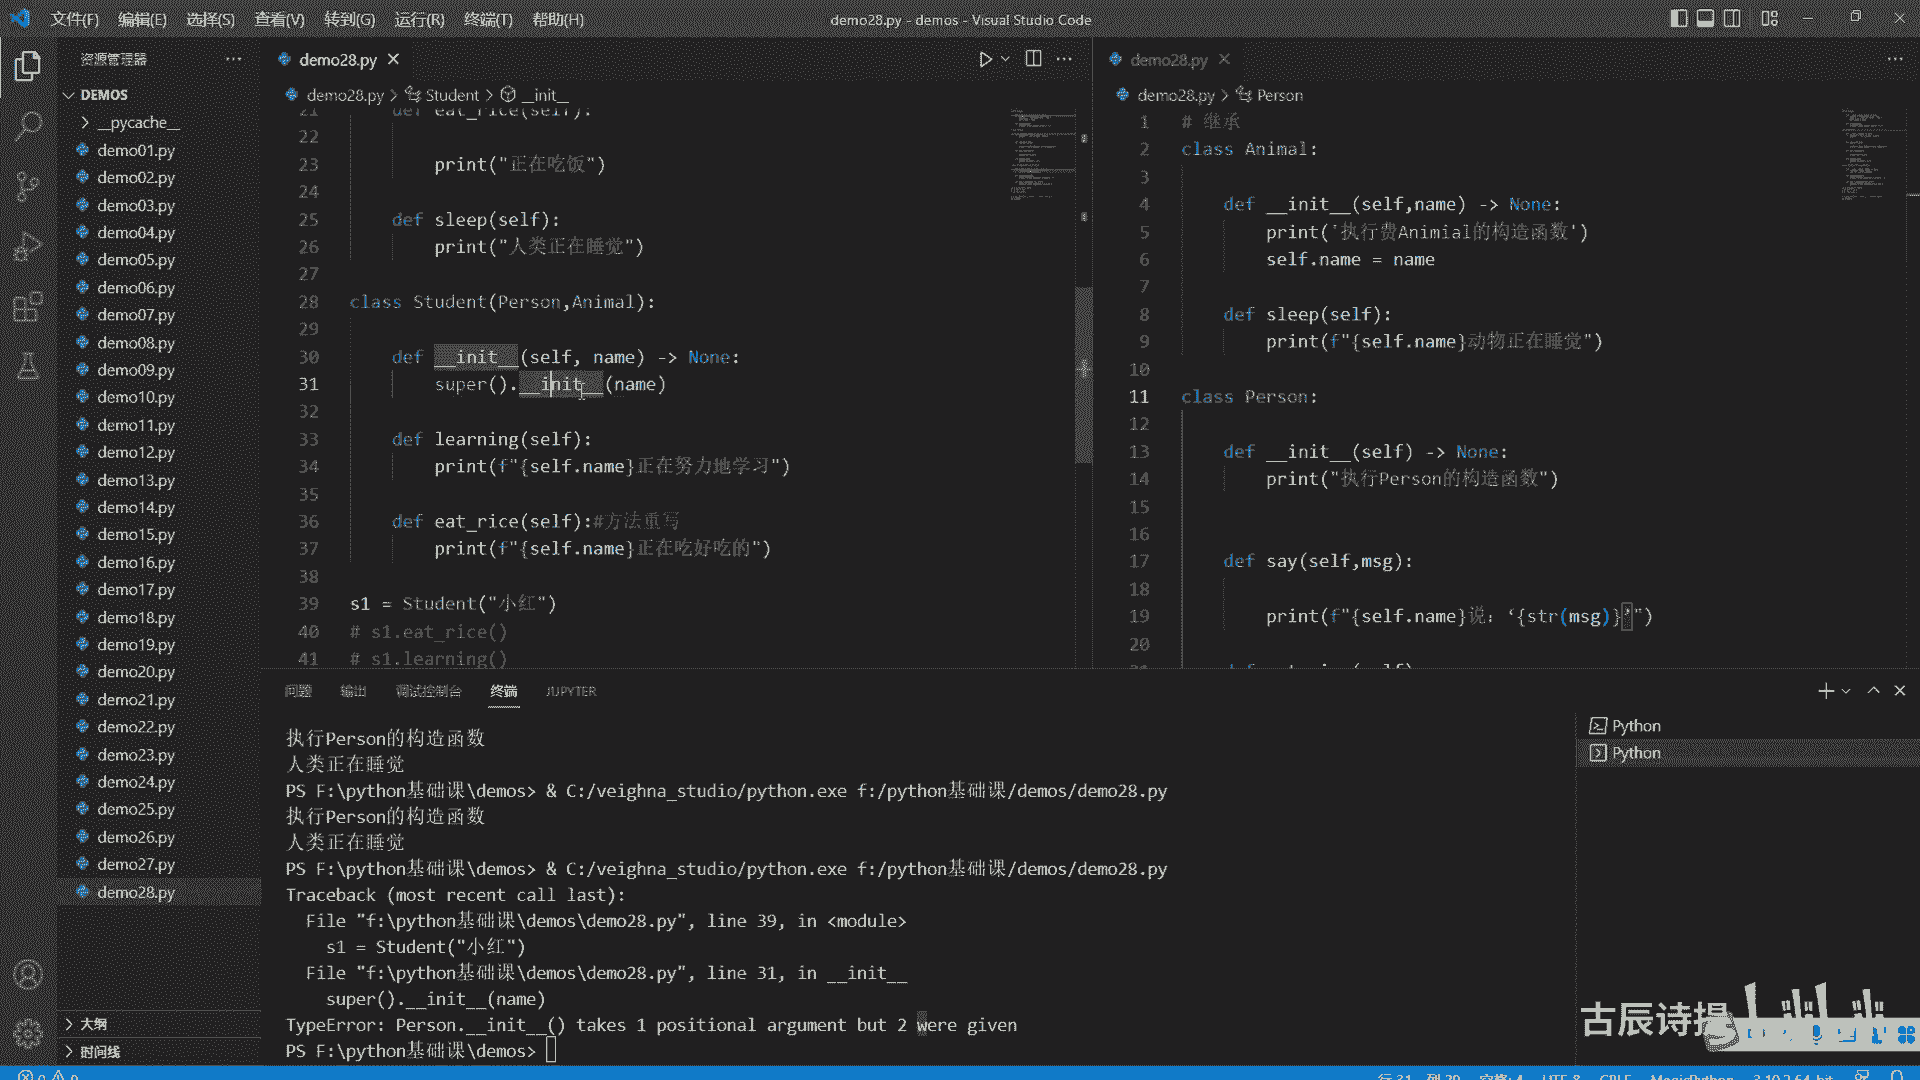 文件(F) 编辑(E) 选择(S) 查看(V) 转到(G) 运行(R) 终端(T) 帮助(H)
demo28.py - demos - Visual Studio Code
资源管理器
DEMOS
__pycache__
demo01.py
demo02.py
demo03.py
demo04.py
demo05.py
demo06.py
demo07.py
demo08.py
demo09.py
demo10.py
demo11.py
demo12.py
demo13.py
demo14.py
demo15.py
demo16.py
demo17.py
demo18.py
demo19.py
demo20.py
demo21.py
demo22.py
demo23.py
demo24.py
demo25.py
demo26.py
demo27.py
demo28.py
大纲
时间线
demo28.py
demo28.py > Student > __init__
21 def eat_rice(self):
22
23 print("正在吃饭")
24
25 def sleep(self):
26 print("人类正在睡觉")
27
28 class Student(Person,Animal):
29
30 def __init__(self, name) -> None:
31 super().__init__(name)
32
33 def learning(self):
34 print(f"{self.name}正在努力地学习")
35
36 def eat_rice(self):#方法重写
37 print(f"{self.name}正在吃好吃的")
38
39 s1 = Student("小红")
40 # s1.eat_rice()
41 # s1.learning()
demo28.py
demo28.py > Person
1 # 继承
2 class Animal:
3
4 def __init__(self,name) -> None:
5 print('执行费Animial的构造函数')
6 self.name = name
7
8 def sleep(self):
9 print(f"{self.name}动物正在睡觉")
10
11 class Person:
12
13 def __init__(self) -> None:
14 print("执行Person的构造函数")
15
16
17 def say(self,msg):
18
19 print(f"{self.name}说：‘{str(msg)}’")
20
问题 输出 调试控制台 终端 JUPYTER
执行Person的构造函数
人类正在睡觉
PS F:\python基础课\demos> & C:/veighna_studio/python.exe f:/python基础课/demos/demo28.py
执行Person的构造函数
人类正在睡觉
PS F:\python基础课\demos> & C:/veighna_studio/python.exe f:/python基础课/demos/demo28.py
Traceback (most recent call last):
File "f:\python基础课\demos\demo28.py", line 39, in <module>
s1 = Student("小红")
File "f:\python基础课\demos\demo28.py", line 31, in __init__
super().__init__(name)
TypeError: Person.__init__() takes 1 positional argument but 2 were given
PS F:\python基础课\demos>
Python
Python
古辰诗提